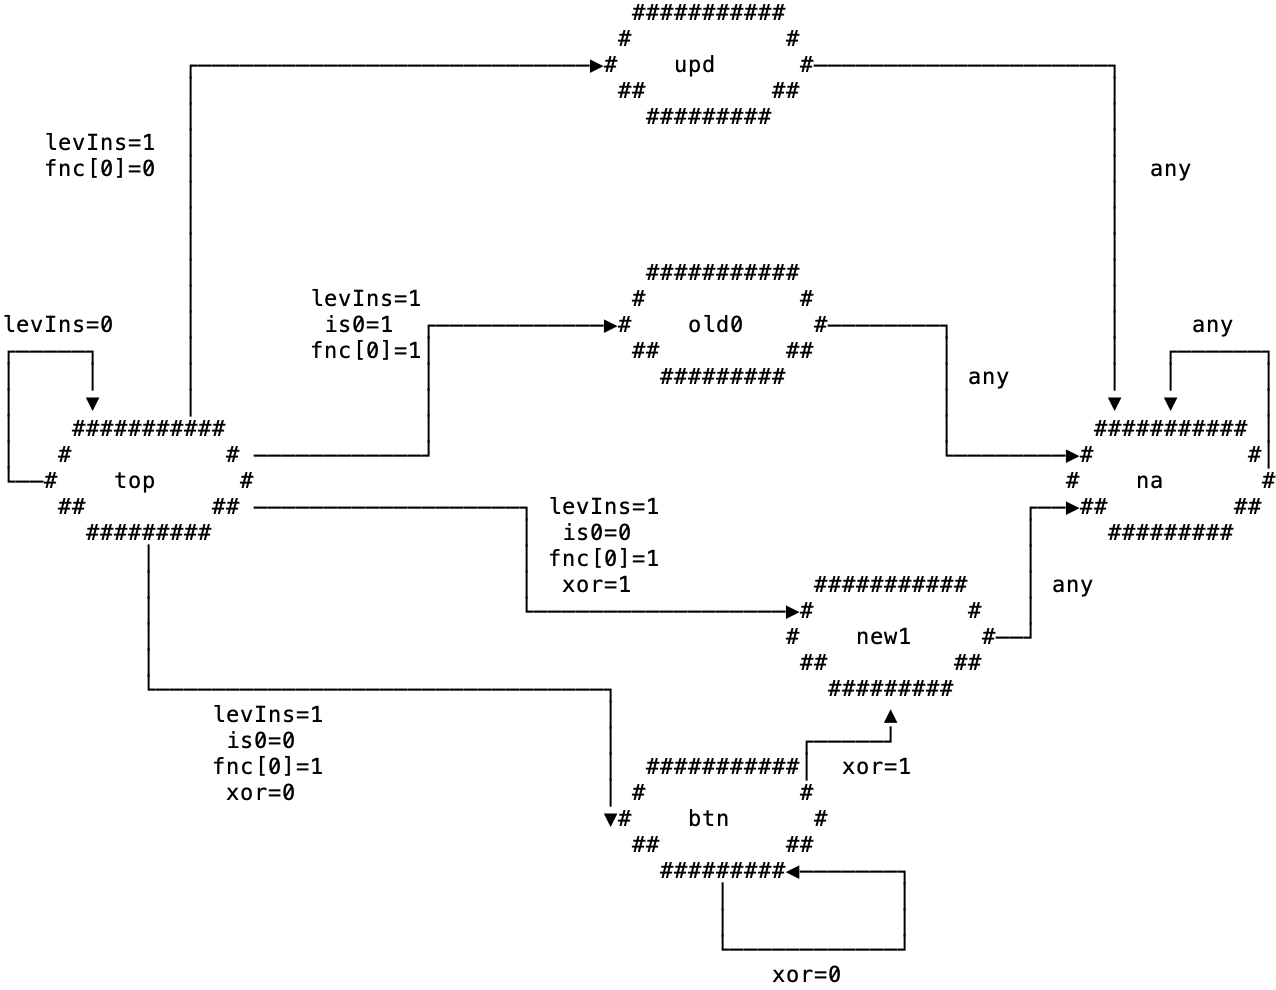 upd
levIns=1
fnc[0]=0
any
levIns=1
is0=1
fnc[0]=1
old0
levIns=0
any
any
top
na
levIns=1
is0=0
fnc[0]=1
xor=1
any
new1
levIns=1
is0=0
fnc[0]=1
xor=0
xor=1
btn
xor=0